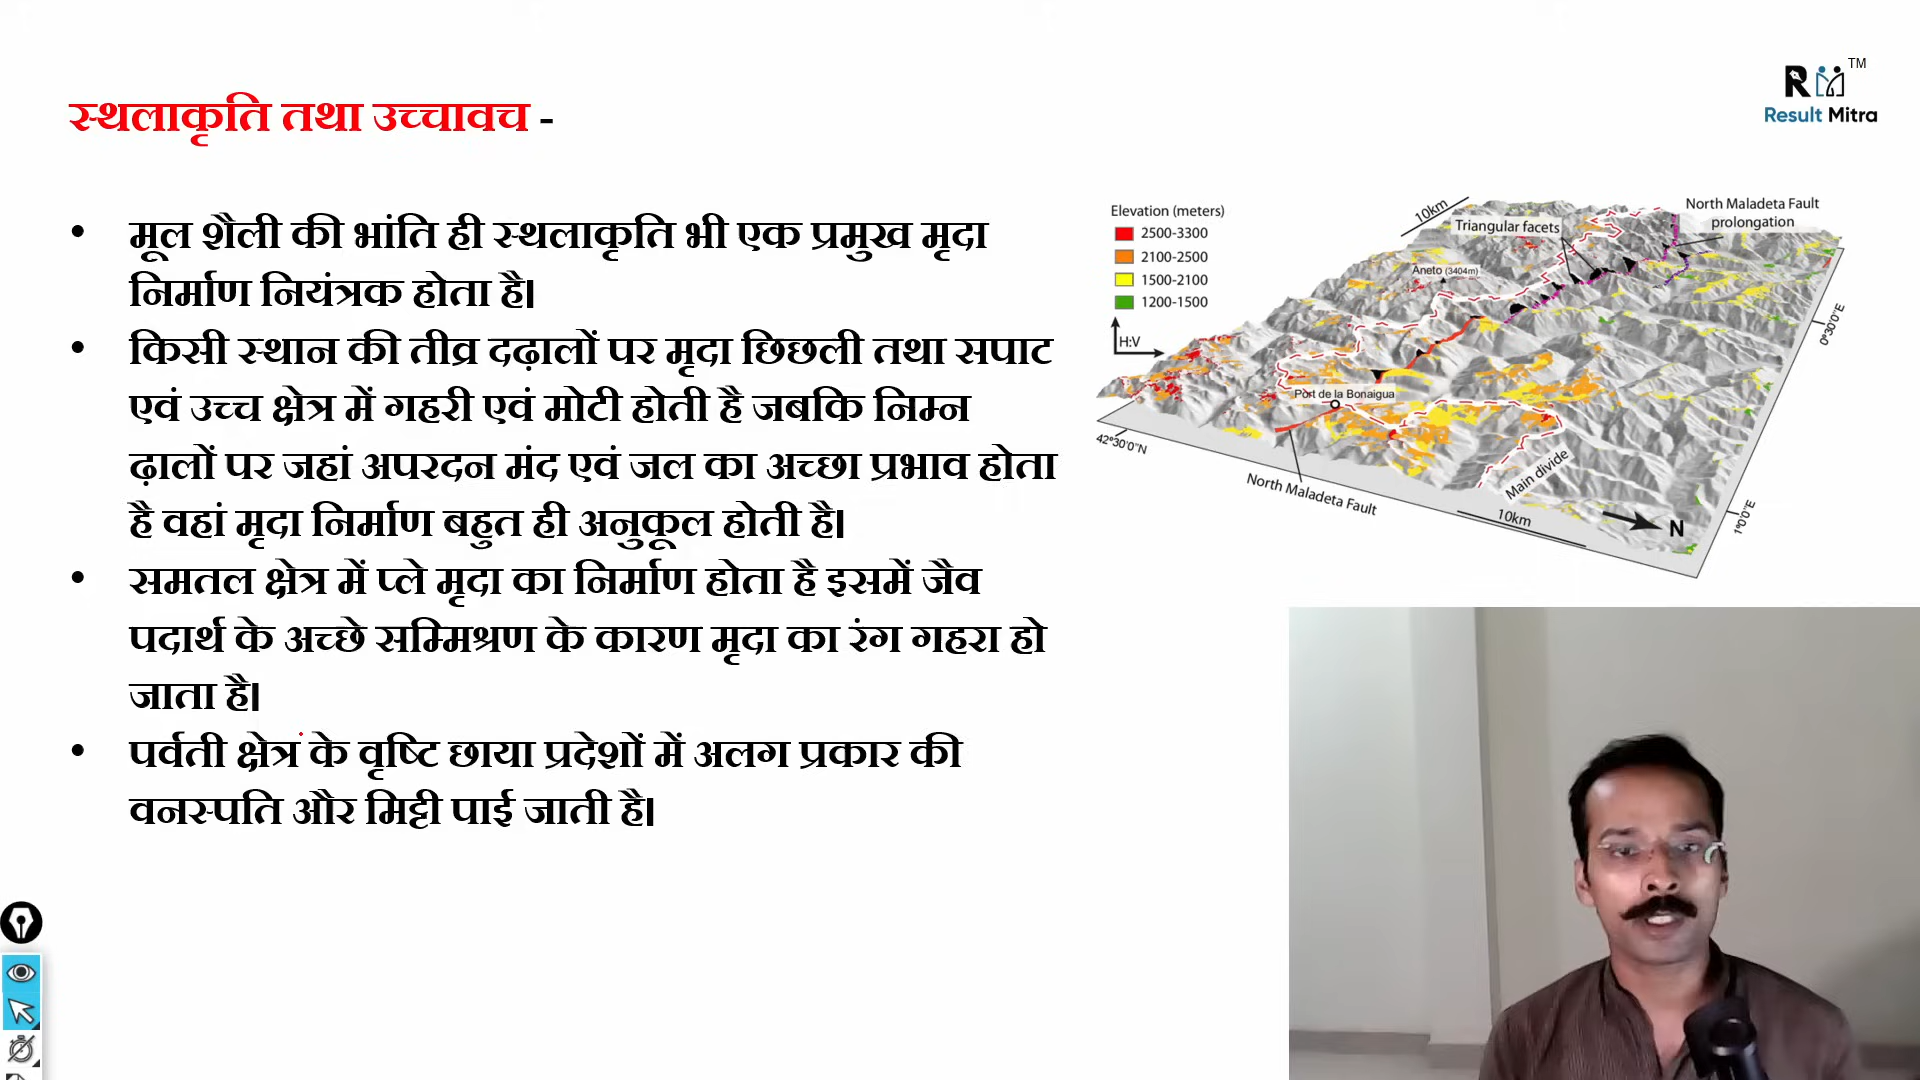 स्थलाकृति तथा उच्चावच -
• मूल शैली की भांति ही स्थलाकृति भी एक प्रमुख मृदा
निर्माण नियंत्रक होता है।
• किसी स्थान की तीव्र दढ़ालों पर मृदा छिछली तथा सपाट
एवं उच्च क्षेत्र में गहरी एवं मोटी होती है जबकि निम्न
ढ़ालों पर जहां अपरदन मंद एवं जल का अच्छा प्रभाव होता
है वहां मृदा निर्माण बहुत ही अनुकूल होती है।
• समतल क्षेत्र में प्ले मृदा का निर्माण होता है इसमें जैव
पदार्थ के अच्छे सम्मिश्रण के कारण मृदा का रंग गहरा हो
जाता है।
• पर्वती क्षेत्र के वृष्टि छाया प्रदेशों में अलग प्रकार की
वनस्पति और मिट्टी पाई जाती है।
R TM
Result Mitra
Elevation (meters)
2500-3300
2100-2500
1500-2100
1200-1500
H:V
10km
Triangular facets
North Maladeta Fault
prolongation
Aneto (3404m)
Port de la Bonaigua
0°30'0"E
42°30'0"N
North Maladeta Fault
Main divide
10km
N
1°0'0"E